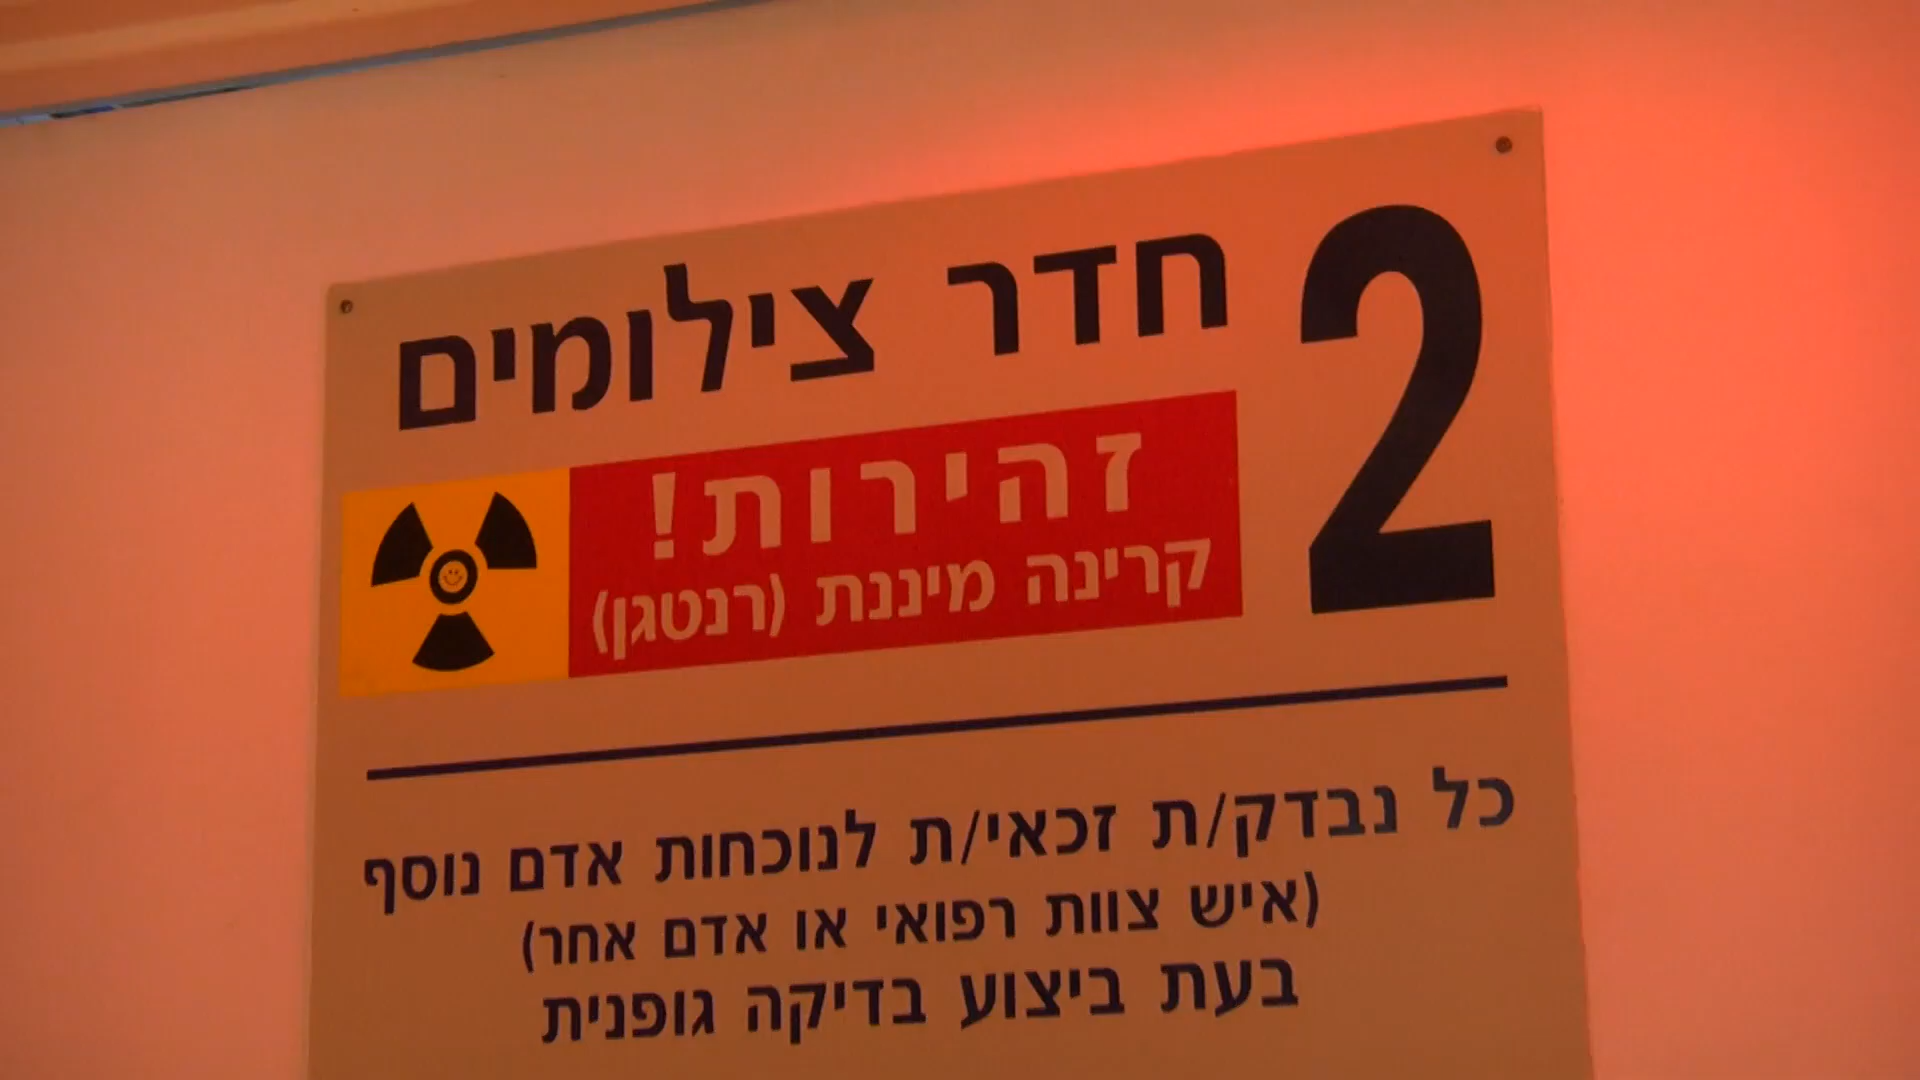 2
חדר צילומים
זהירות!
קרינה מיננת (רנטגן)
כל נבדק/ת זכאי/ת לנוכחות אדם נוסף
(איש צוות רפואי או אדם אחר)
בעת ביצוע בדיקה גופנית